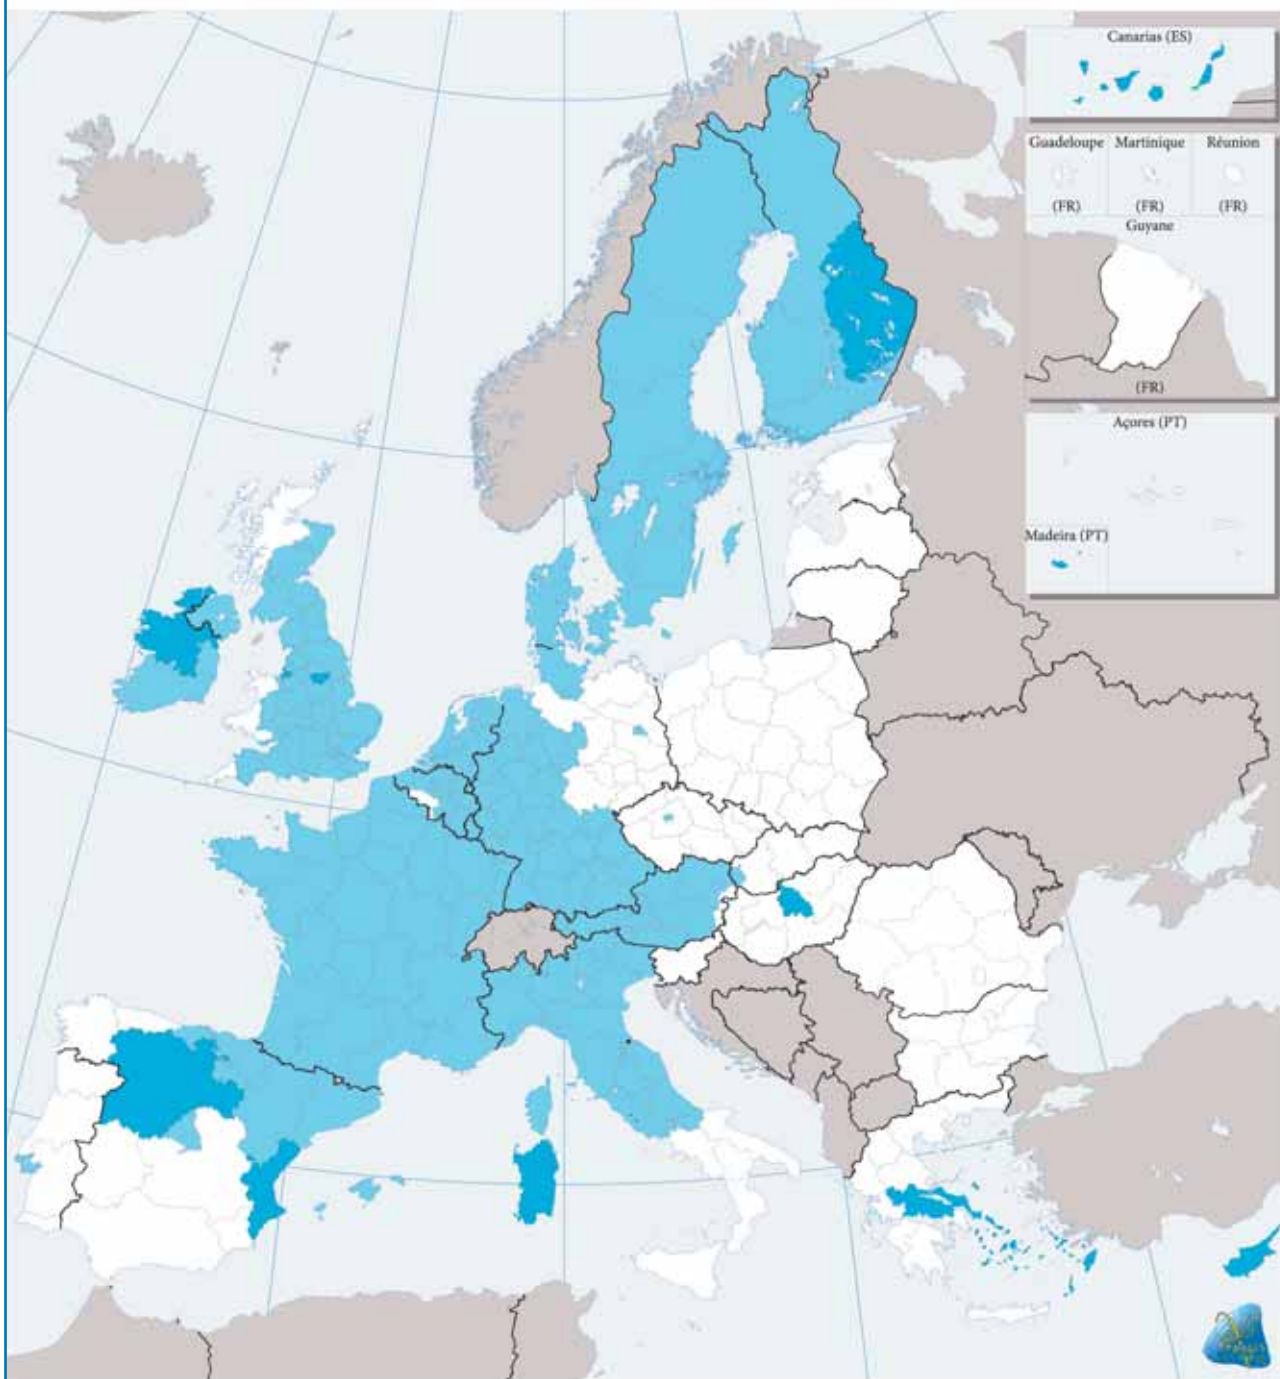 Canarias (ES)
Guadeloupe Martinique Réunion
(FR) (FR) (FR)
Guyane
(FR)
Açores (PT)
Madeira (PT)